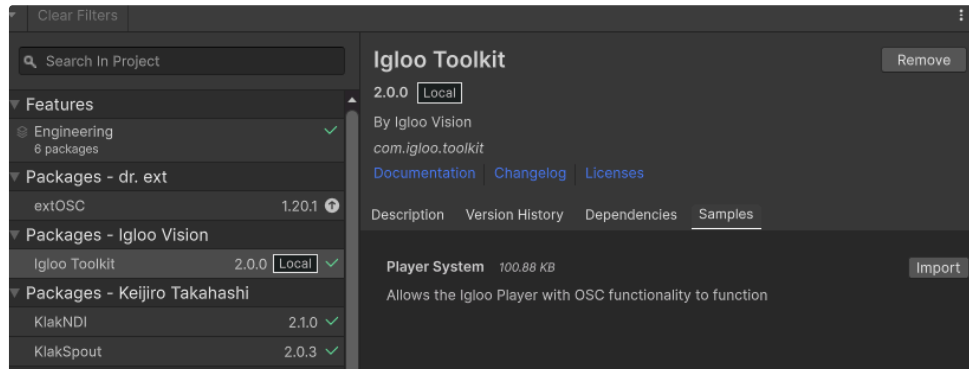 Clear Filters
Search In Project
Features
Engineering
6 packages
Packages - dr. ext
extOSC 1.20.1
Packages - Igloo Vision
Igloo Toolkit 2.0.0 Local
Packages - Keijiro Takahashi
KlakNDI 2.1.0
KlakSpout 2.0.3
Igloo Toolkit
Remove
2.0.0 Local
By Igloo Vision
com.igloo.toolkit
Documentation Changelog Licenses
Description Version History Dependencies Samples
Player System 100.88 KB
Import
Allows the Igloo Player with OSC functionality to function